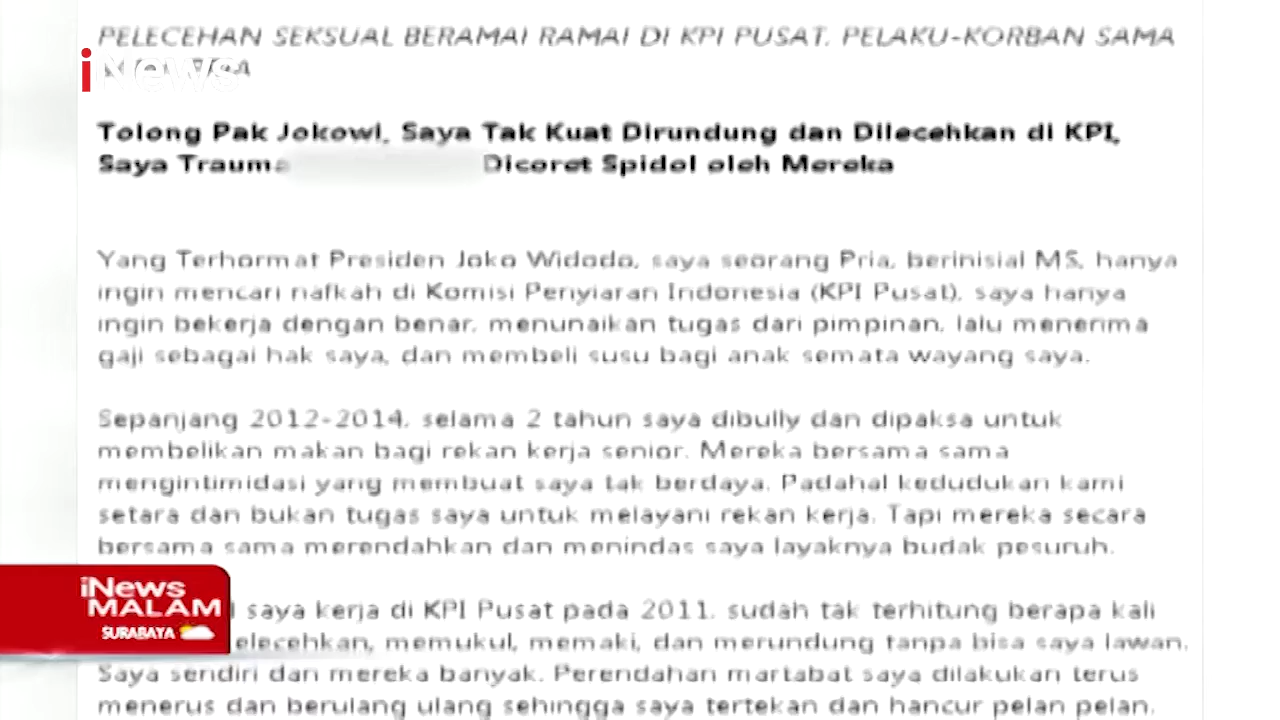 PELECEHAN SEKSUAL BERAMAI RAMAI DI KPI PUSAT. PELAKU-KORBAN SAMA
iNews
Tolong Pak Jokowi, Saya Tak Kuat Dirundung dan Dilecehkan di KPI,
Saya Trauma Dicoret Spidol oleh Mereka
Yang Terhormat Presiden Joko Widodo, saya seorang Pria, berinisial MS, hanya
ingin mencari nafkah di Komisi Penyiaran Indonesia (KPI Pusat), saya hanya
ingin bekerja dengan benar, menunaikan tugas dari pimpinan, lalu menerima
gaji sebagai hak saya, dan membeli susu bagi anak semata wayang saya.
Sepanjang 2012-2014, selama 2 tahun saya dibully dan dipaksa untuk
membelikan makan bagi rekan kerja senior. Mereka bersama sama
mengintimidasi yang membuat saya tak berdaya. Padahal kedudukan kami
setara dan bukan tugas saya untuk melayani rekan kerja. Tapi mereka secara
bersama sama merendahkan dan menindas saya layaknya budak pesuruh.
saya kerja di KPI Pusat pada 2011, sudah tak terhitung berapa kali
memukul, memaki, dan merundung tanpa bisa saya lawan.
Saya sendiri dan mereka banyak. Perendahan martabat saya dilakukan terus
menerus dan berulang ulang sehingga saya tertekan dan hancur pelan pelan.
iNews
MALAM
SURABAYA